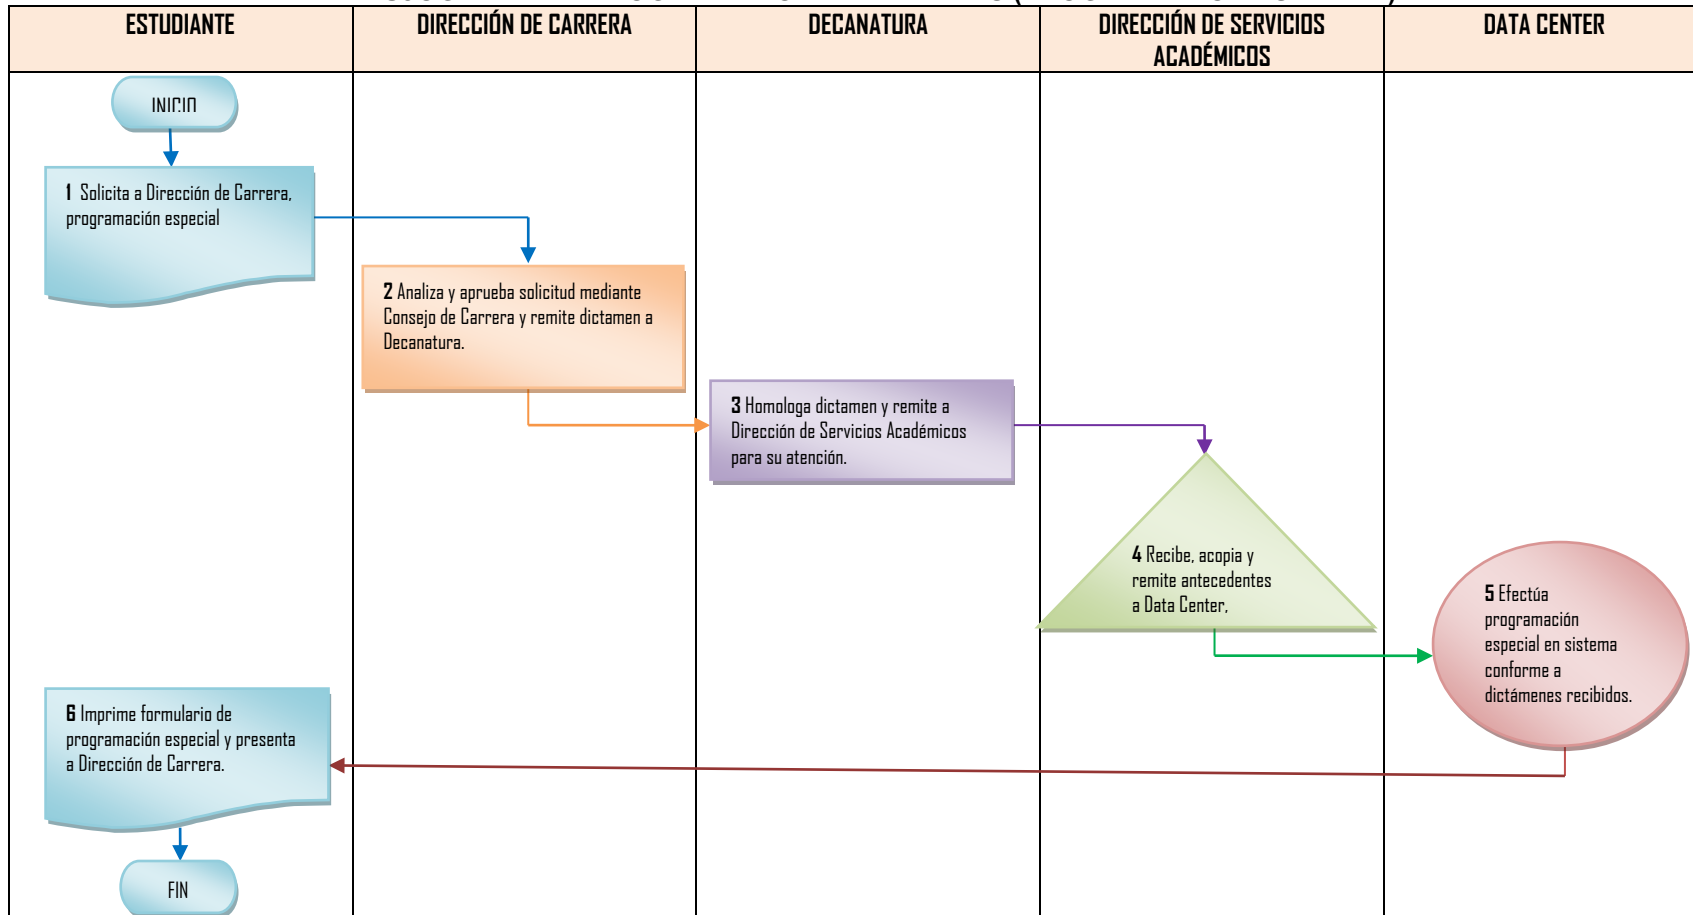 ESTUDIANTE
DIRECCIÓN DE CARRERA
DECANATURA
DIRECCIÓN DE SERVICIOS
ACADÉMICOS
DATA CENTER
INICIO
1 Solicita a Dirección de Carrera,
programación especial
2 Analiza y aprueba solicitud mediante
Consejo de Carrera y remite dictamen a
Decanatura.
3 Homologa dictamen y remite a
Dirección de Servicios Académicos
para su atención.
4 Recibe, acopia y
remite antecedentes
a Data Center,
5 Efectúa
programación
especial en sistema
conforme a
dictámenes recibidos.
6 Imprime formulario de
programación especial y presenta
a Dirección de Carrera.
FIN